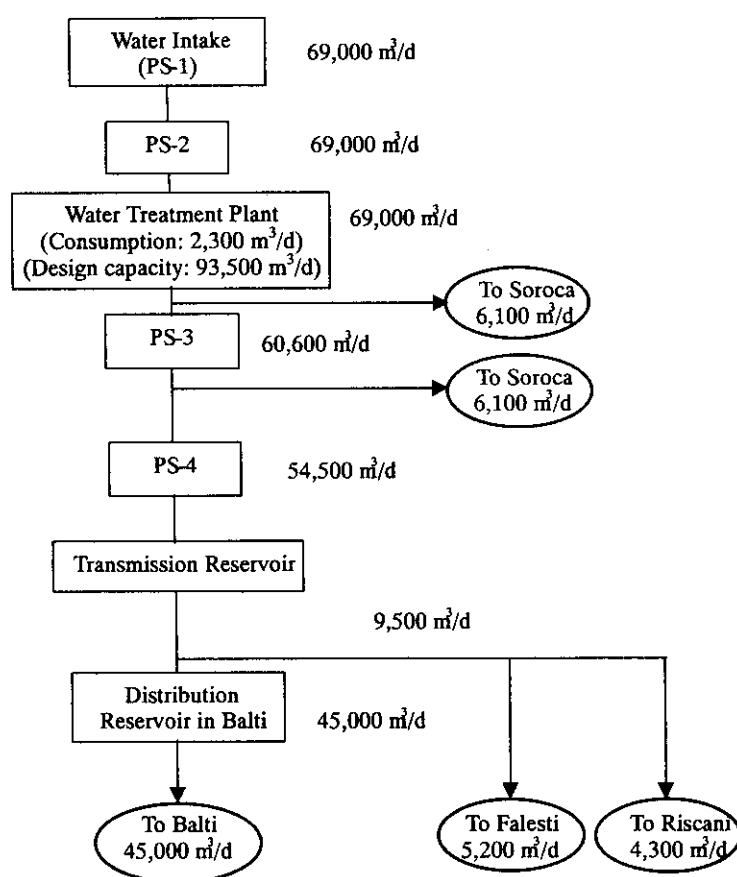 Water Intake
(PS-1)
69,000 m³/d
PS-2
69,000 m³/d
Water Treatment Plant
(Consumption: 2,300 m³/d)
(Design capacity: 93,500 m³/d)
69,000 m³/d
To Soroca
6,100 m³/d
PS-3
60,600 m³/d
To Soroca
6,100 m³/d
PS-4
54,500 m³/d
Transmission Reservoir
9,500 m³/d
Distribution
Reservoir in Balti
45,000 m³/d
To Balti
45,000 m³/d
To Falesti
5,200 m³/d
To Riscani
4,300 m³/d